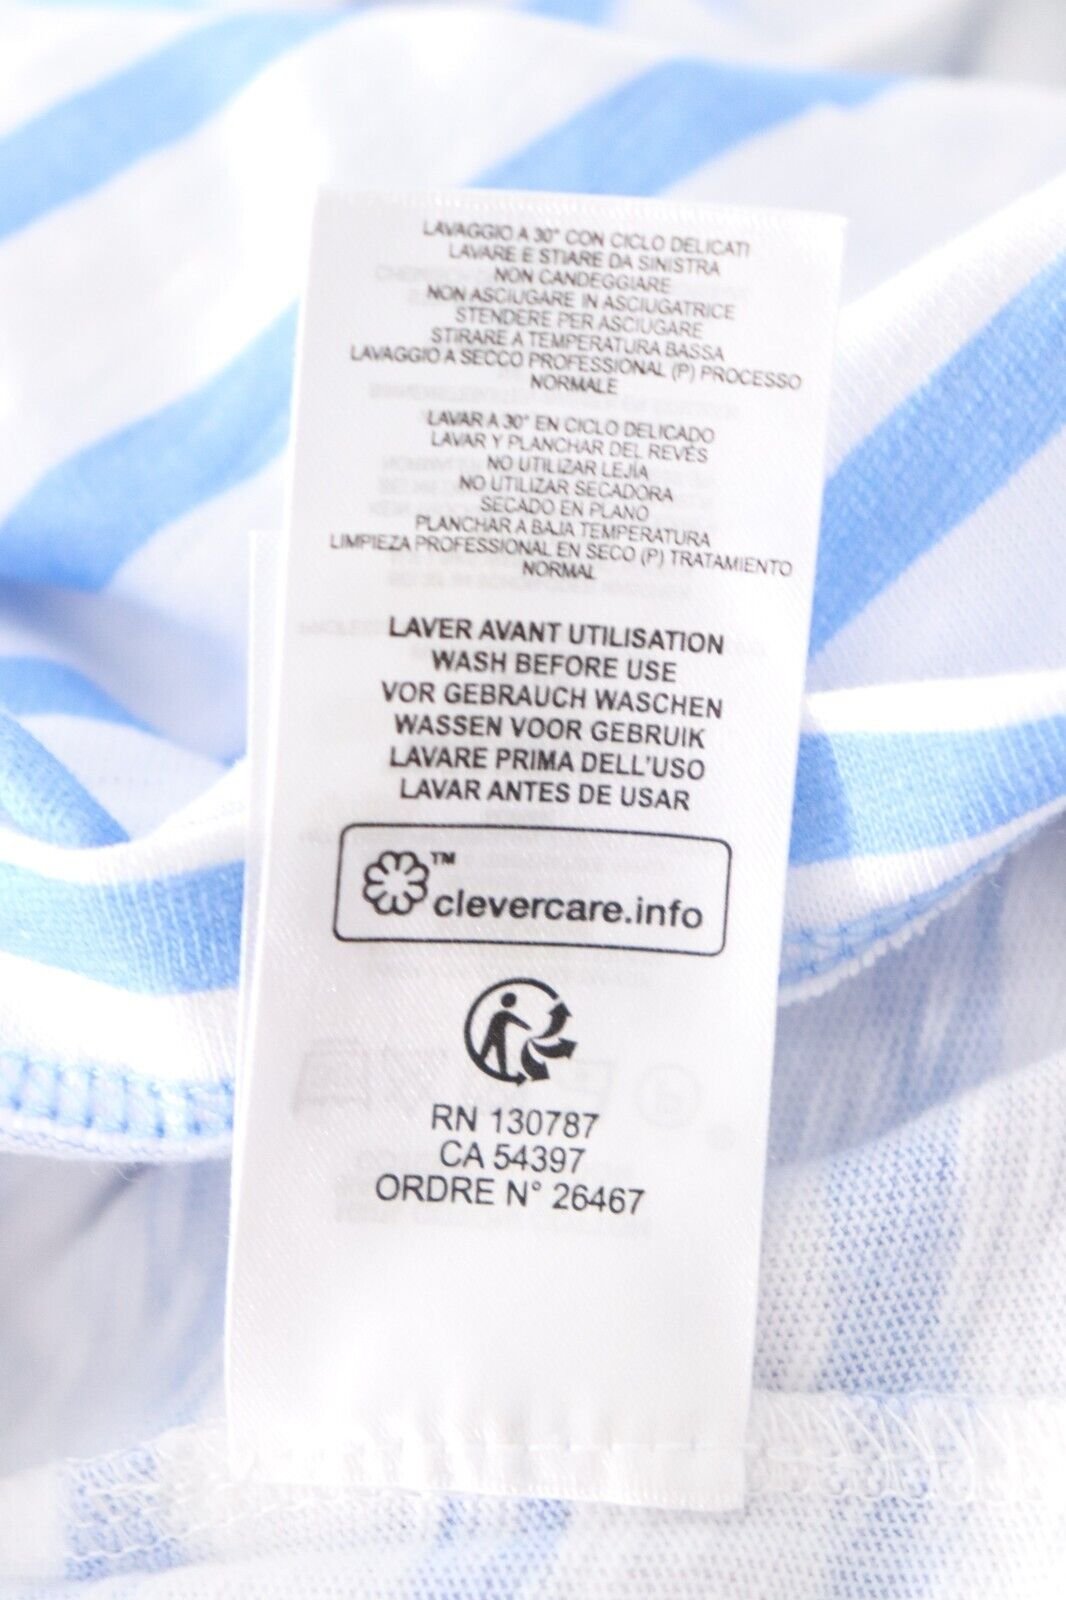 LAVAGGIO A 30° CON CICLO DELICATI
LAVARE E STIARE DA SINISTRA
NON CANDEGGIARE
NON ASCIUGARE IN ASCIUGATRICE
STENDERE PER ASCIUGARE
STIRARE A TEMPERATURA BASSA
LAVAGGIO A SECCO PROFESSIONAL (P) PROCESSO
NORMALE
LAVAR A 30° EN CICLO DELICADO
LAVAR Y PLANCHAR DEL REVÉS
NO UTILIZAR LEJÍA
NO UTILIZAR SECADORA
SECADO EN PLANO
PLANCHAR A BAJA TEMPERATURA
LIMPIEZA PROFESSIONAL EN SECO (P) TRATAMIENTO
NORMAL
LAVER AVANT UTILISATION
WASH BEFORE USE
VOR GEBRAUCH WASCHEN
WASSEN VOOR GEBRUIK
LAVARE PRIMA DELL'USO
LAVAR ANTES DE USAR
™ clevercare.info
RN 130787
CA 54397
ORDRE N° 26467